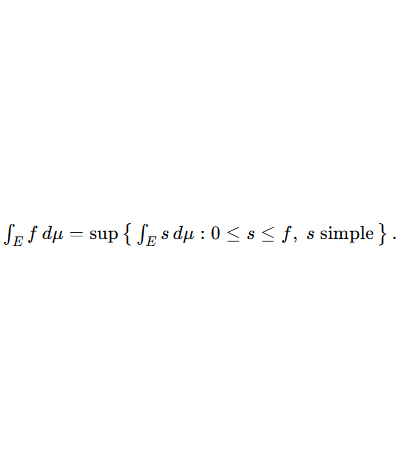 ∫_E f dμ = sup { ∫_E s dμ : 0 ≤ s ≤ f, s simple } .